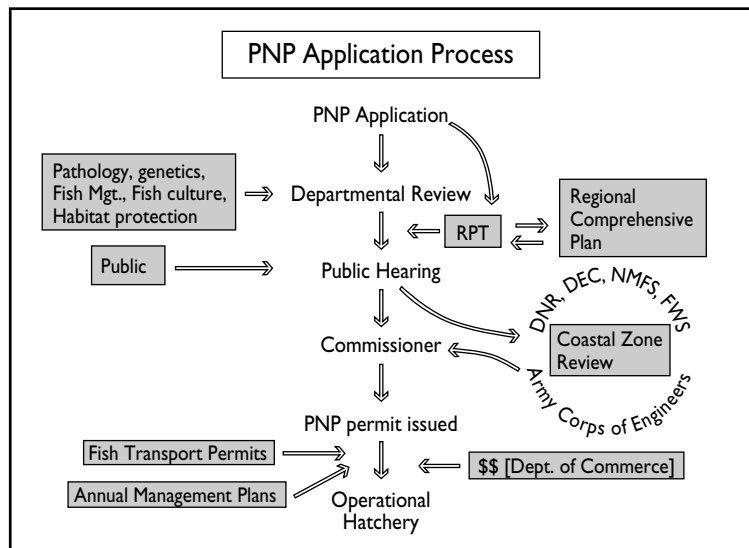 PNP Application Process
PNP Application
Pathology, genetics,
Fish Mgt., Fish culture,
Habitat protection
Departmental Review
RPT
Regional
Comprehensive
Plan
Public
Public Hearing
DNR, DEC, NMFS, FWS
Coastal Zone
Review
Army Corps of Engineers
Commissioner
PNP permit issued
Fish Transport Permits
$$ [Dept. of Commerce]
Annual Management Plans
Operational
Hatchery